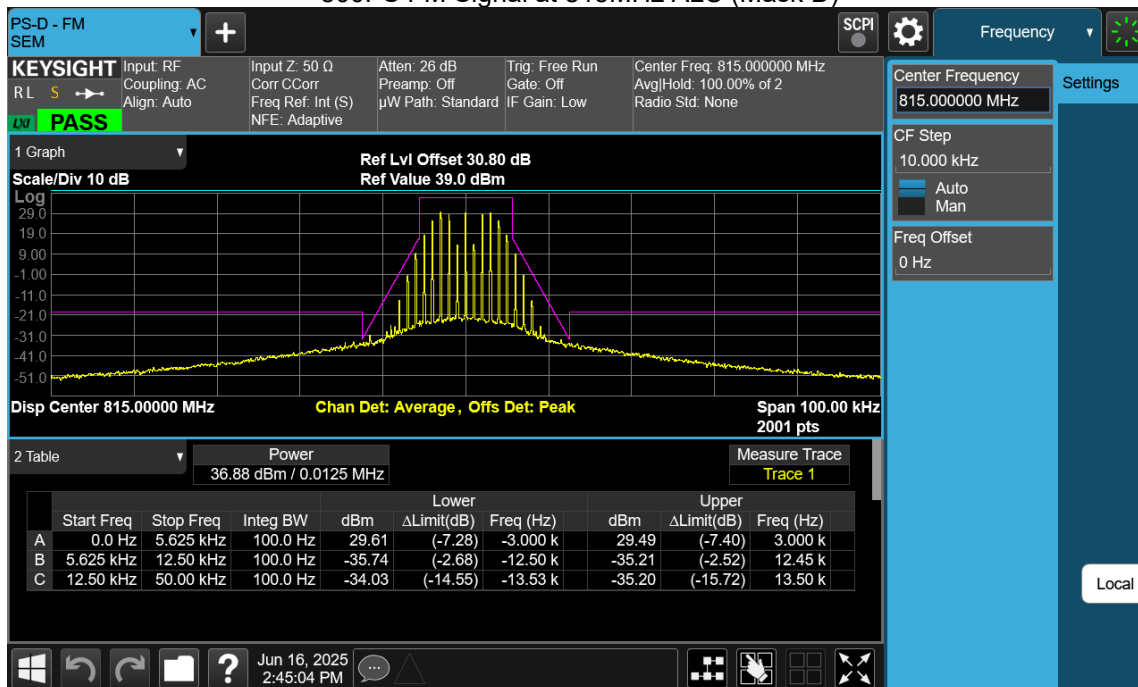 PS-D - FM
SEM
SCPI
Frequency
KEYSIGHT
RL S
LXI PASS
Input: RF
Coupling: AC
Align: Auto
Input Z: 50 Ω
Corr CCorr
Freq Ref: Int (S)
NFE: Adaptive
Atten: 26 dB
Preamp: Off
µW Path: Standard
Trig: Free Run
Gate: Off
IF Gain: Low
Center Freq: 815.000000 MHz
Avg|Hold: 100.00% of 2
Radio Std: None
Center Frequency
815.000000 MHz
Settings
CF Step
10.000 kHz
Auto
Man
Freq Offset
0 Hz
1 Graph
Scale/Div 10 dB
Ref Lvl Offset 30.80 dB
Ref Value 39.0 dBm
Log
29.0
19.0
9.00
-1.00
-11.0
-21.0
-31.0
-41.0
-51.0
Disp Center 815.00000 MHz
Chan Det: Average , Offs Det: Peak
Span 100.00 kHz
2001 pts
2 Table
Power
36.88 dBm / 0.0125 MHz
Measure Trace
Trace 1
Lower Upper
Start Freq Stop Freq Integ BW dBm ΔLimit(dB) Freq (Hz) dBm ΔLimit(dB) Freq (Hz)
A 0.0 Hz 5.625 kHz 100.0 Hz 29.61 (-7.28) -3.000 k 29.49 (-7.40) 3.000 k
B 5.625 kHz 12.50 kHz 100.0 Hz -35.74 (-2.68) -12.50 k -35.21 (-2.52) 12.45 k
C 12.50 kHz 50.00 kHz 100.0 Hz -34.03 (-14.55) -13.53 k -35.20 (-15.72) 13.50 k
Local
?
Jun 16, 2025
2:45:04 PM